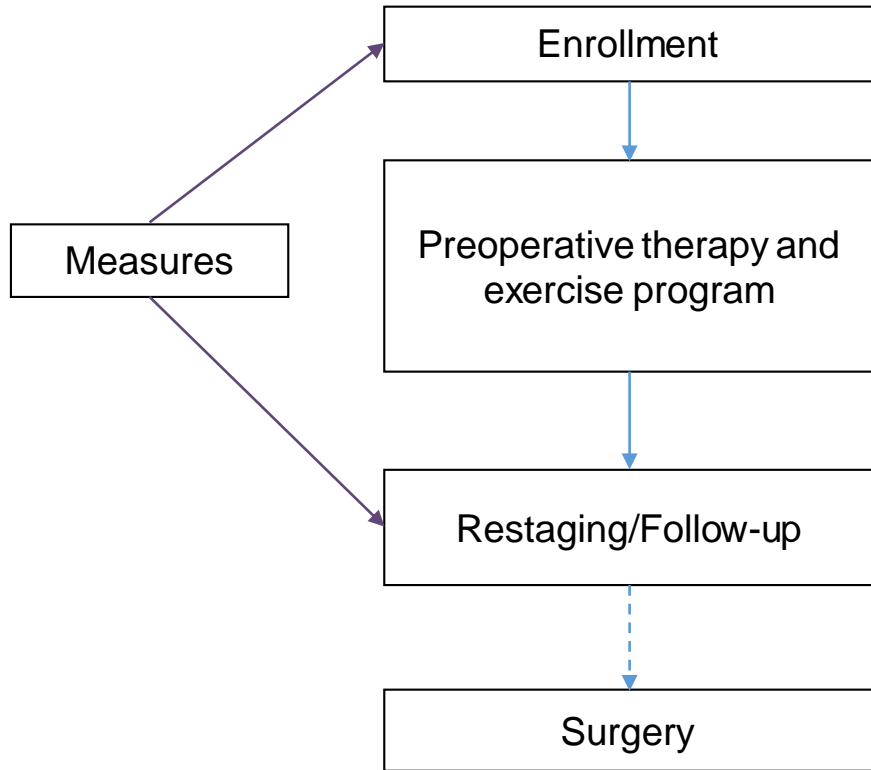 Enrollment
Measures
Preoperative therapy and
exercise program
Restaging/Follow-up
Surgery